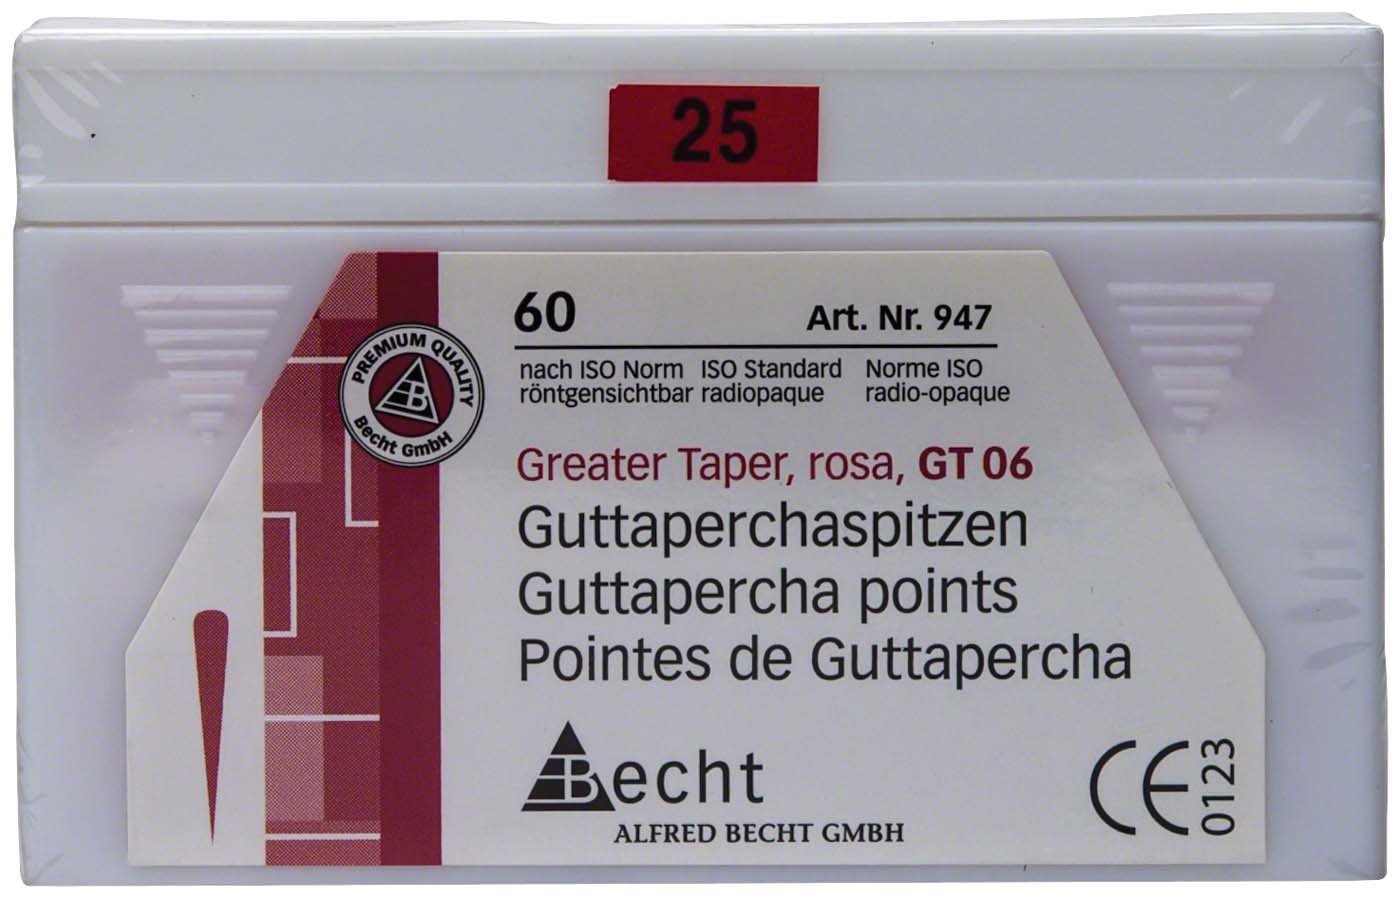 25
60 Art. Nr. 947
nach ISO Norm ISO Standard Norme ISO
röntgensichtbar radiopaque radio-opaque
PREMIUM QUALITY
B
Becht GmbH
Greater Taper, rosa, GT 06
Guttaperchaspitzen
Guttapercha points
Pointes de Guttapercha
Becht
ALFRED BECHT GMBH
CE 0123